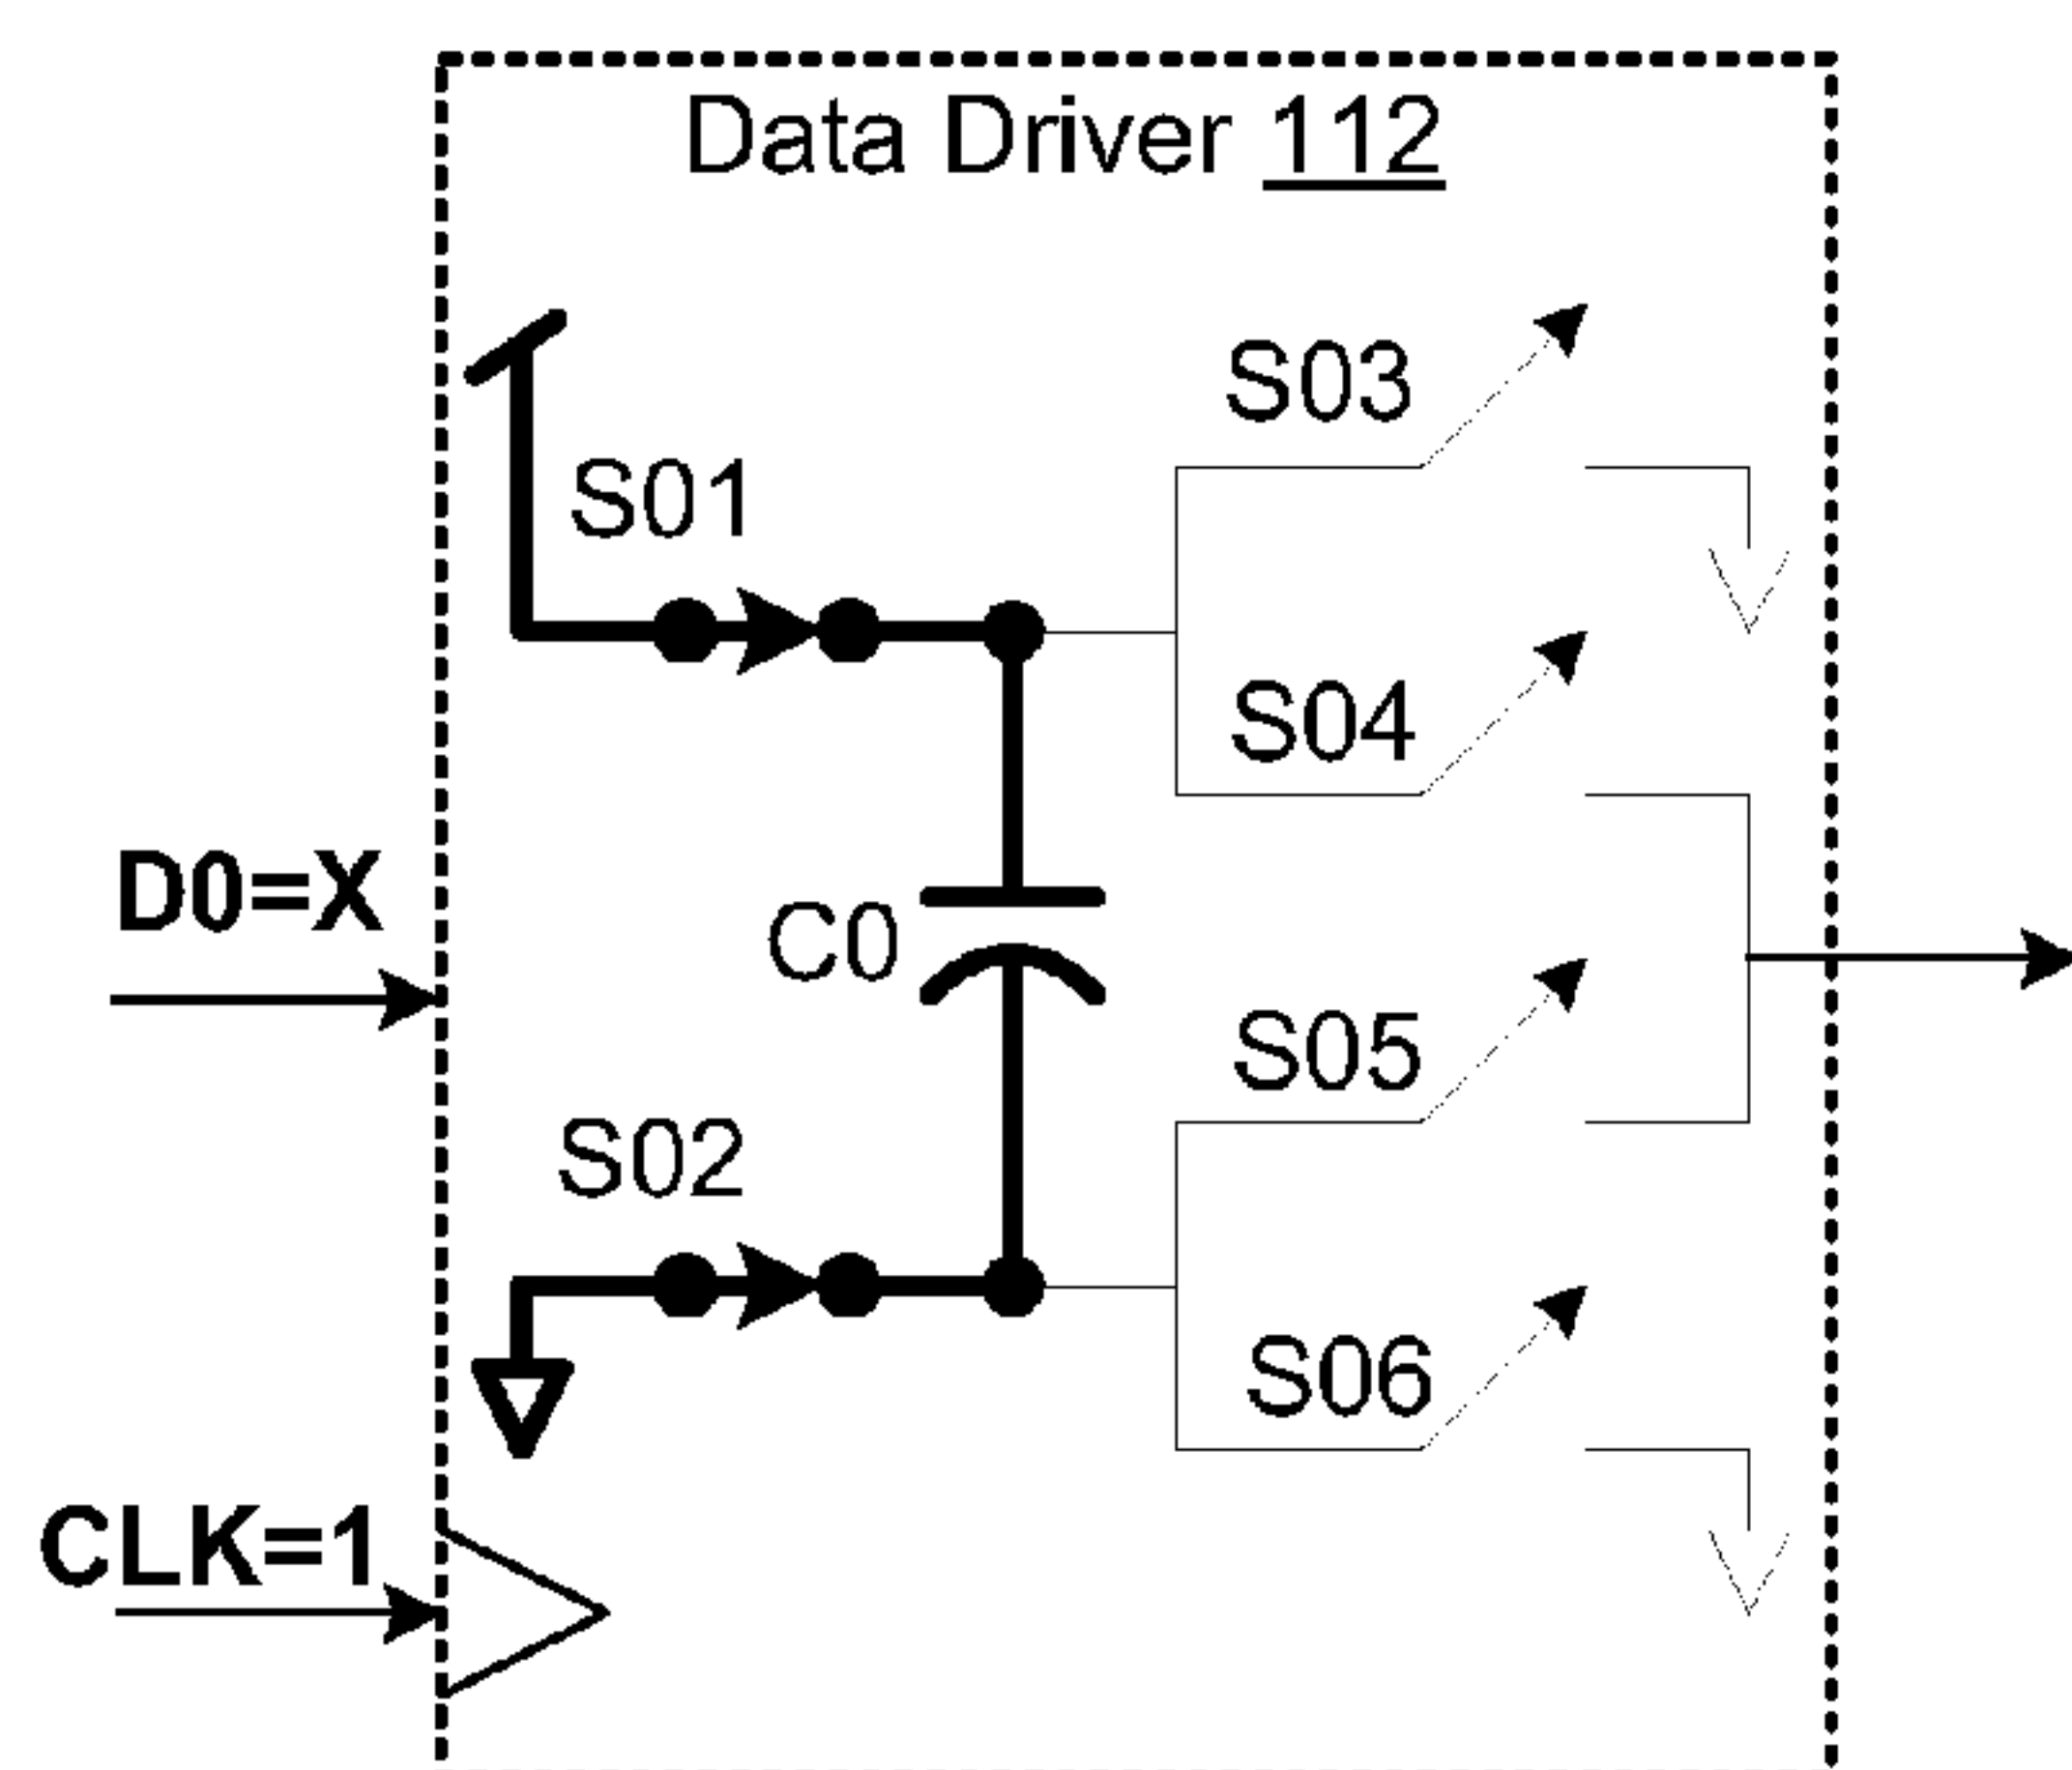 Data Driver 112
S03
S01
S04
D0=X
C0
S05
S02
S06
CLK=1